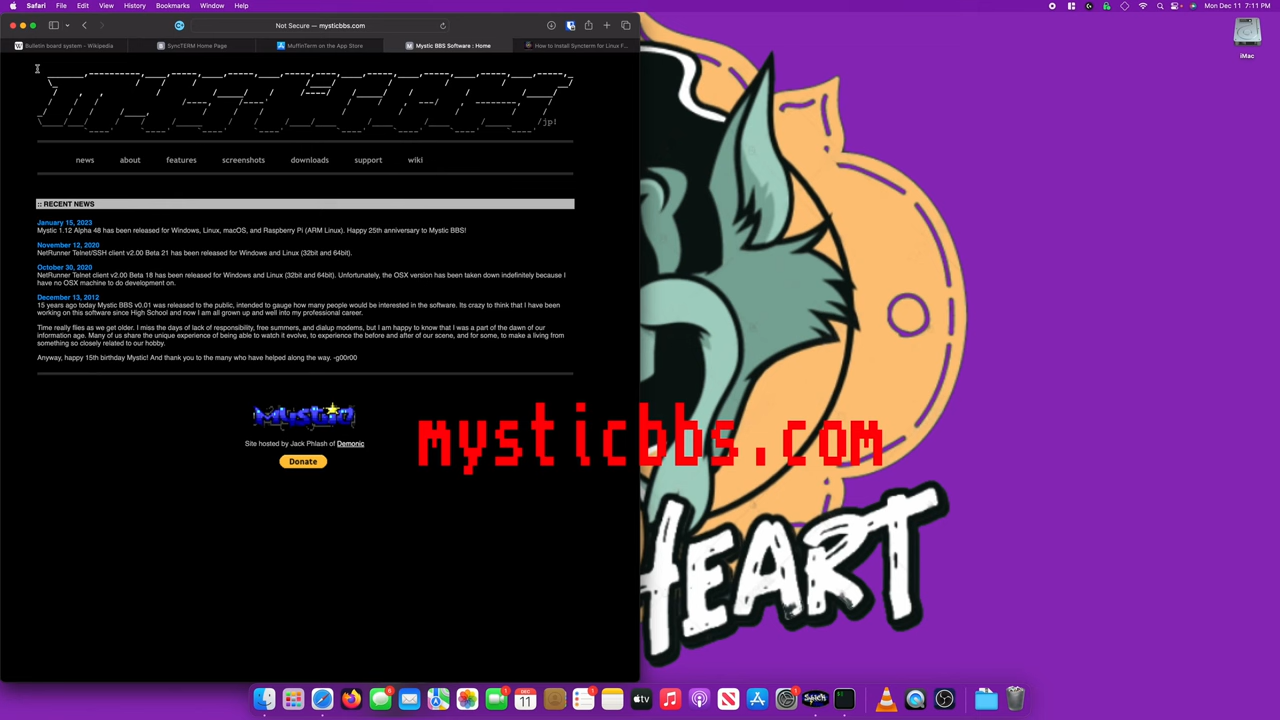 Safari File Edit View History Bookmarks Window Help Mon Dec 11 7:11 PM
Not Secure — mysticbbs.com
Bulletin board system - Wikipedia SyncTERM Home Page MuffinTerm on the App Store Mystic BBS Software : Home How to Install Syncterm for Linux F...
iMac
/jp!
news about features screenshots downloads support wiki
:: RECENT NEWS
January 15, 2023
Mystic 1.12 Alpha 48 has been released for Windows, Linux, macOS, and Raspberry Pi (ARM Linux). Happy 25th anniversary to Mystic BBS!
November 12, 2020
NetRunner Telnet/SSH client v2.00 Beta 21 has been released for Windows and Linux (32bit and 64bit).
October 30, 2020
NetRunner Telnet client v2.00 Beta 18 has been released for Windows and Linux (32bit and 64bit). Unfortunately, the OSX version has been taken down indefinitely because I
have no OSX machine to do development on.
December 13, 2012
15 years ago today Mystic BBS v0.01 was released to the public, intended to gauge how many people would be interested in the software. Its crazy to think that I have been
working on this software since High School and now I am all grown up and well into my professional career.
Time really flies as we get older. I miss the days of lack of responsibility, free summers, and dialup modems, but I am happy to know that I was a part of the dawn of our
information age. Many of us share the unique experience of being able to watch it evolve, to experience the before and after of our scene, and for some, to make a living from
something so closely related to our hobby.
Anyway, happy 15th birthday Mystic! And thank you to the many who have helped along the way. -g00r00
Mystic
mysticbbs.com
Site hosted by Jack Phlash of Demonic
Donate
HEART